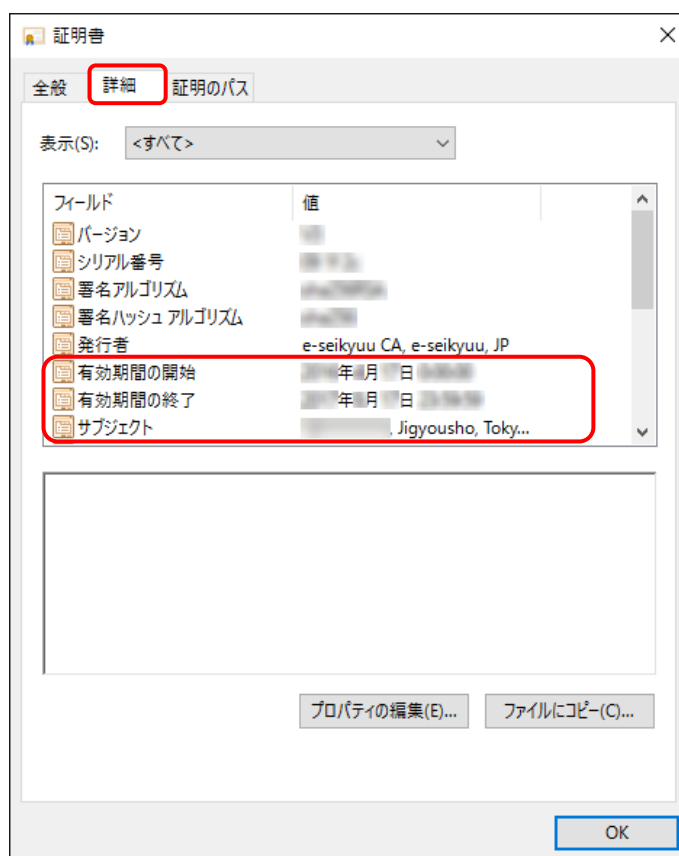 証明書
全般 詳細 証明のパス
表示(S): <すべて>
フィールド 値
バージョン
シリアル番号
署名アルゴリズム
署名ハッシュ アルゴリズム
発行者 e-seikyuu CA, e-seikyuu, JP
有効期間の開始 年 月 日
有効期間の終了 年 月 日
サブジェクト , Jigyousho, Toky...
プロパティの編集(E)... ファイルにコピー(C)...
OK